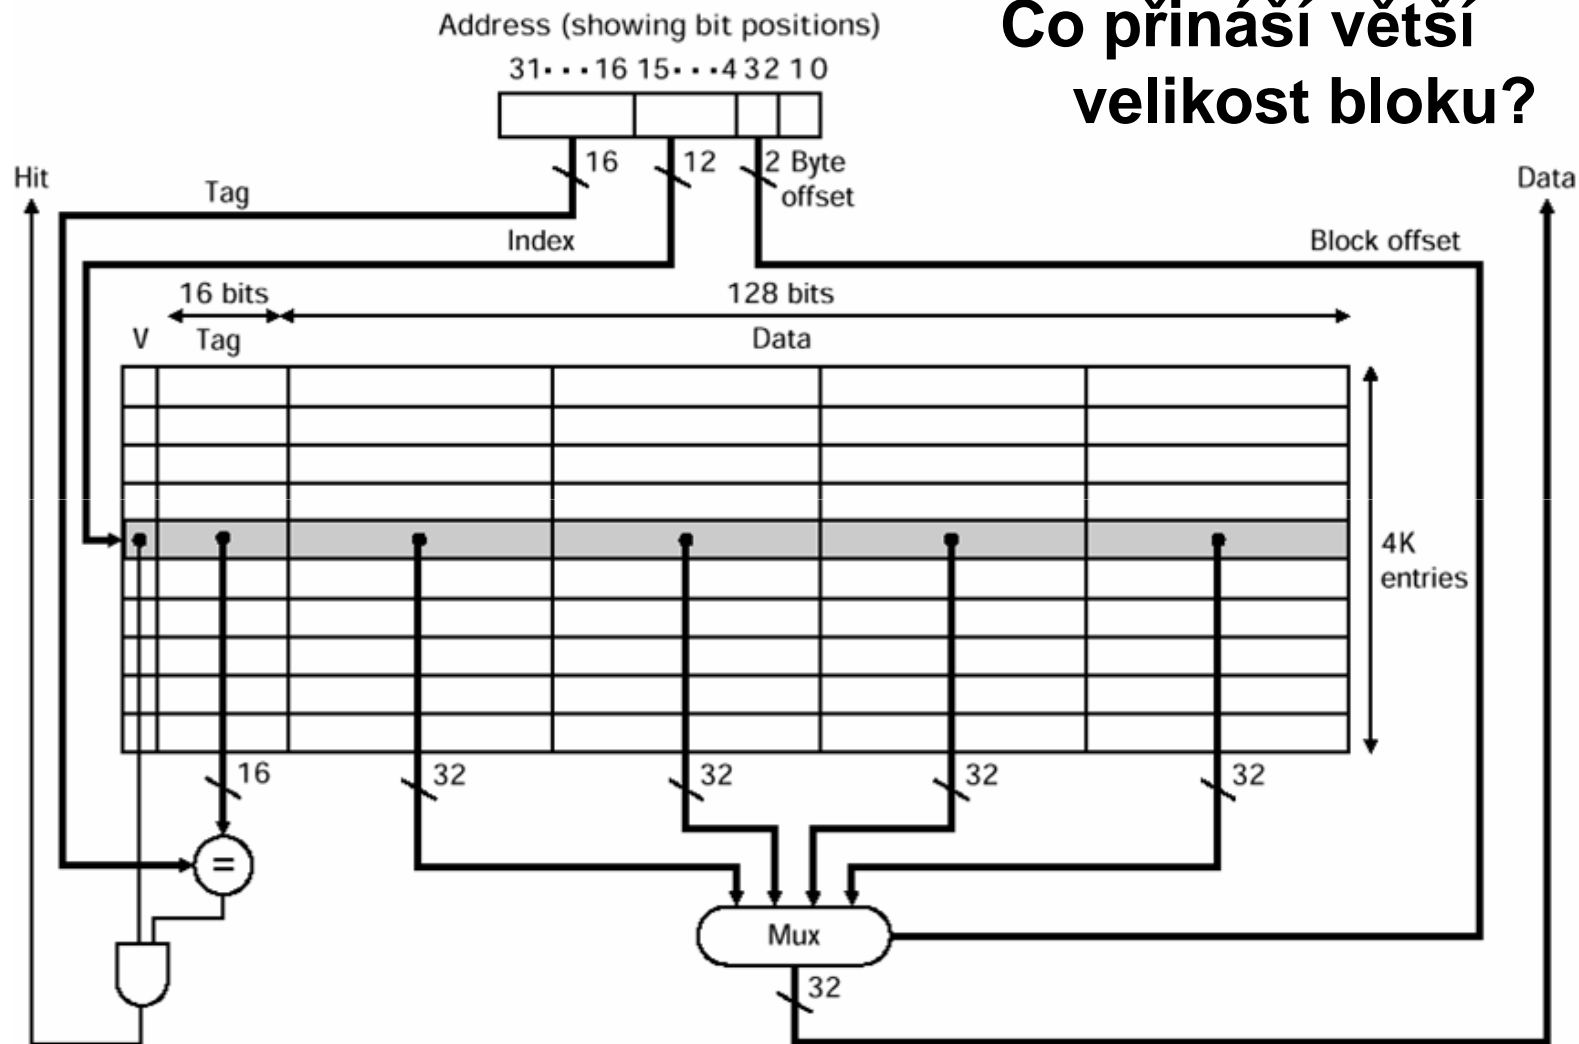 Co přináší větší
velikost bloku?
Address (showing bit positions)
31···16 15···4 3 2 1 0
16
12
2 Byte
offset
Hit
Tag
Data
Index
Block offset
16 bits
128 bits
V
Tag
Data
4K
entries
16
32
32
32
32
=
Mux
32